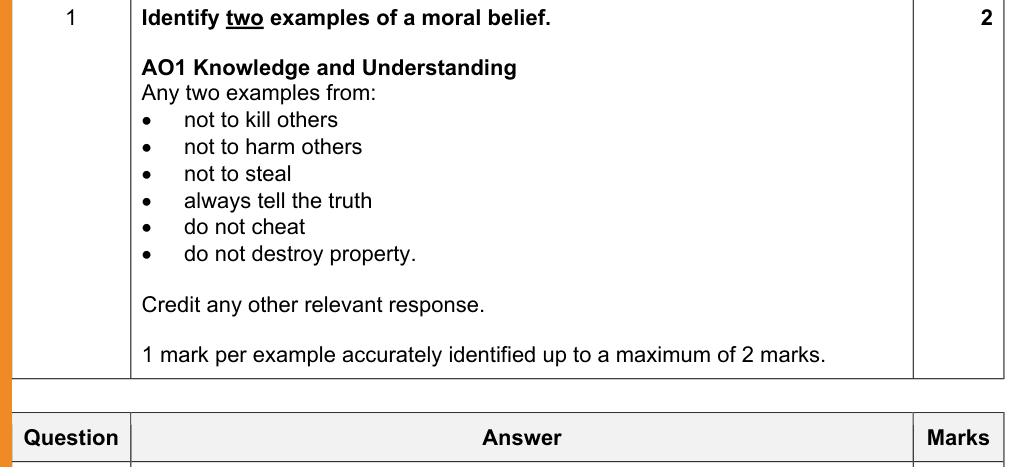 1 Identify two examples of a moral belief. 2
AO1 Knowledge and Understanding
Any two examples from:
• not to kill others
• not to harm others
• not to steal
• always tell the truth
• do not cheat
• do not destroy property.
Credit any other relevant response.
1 mark per example accurately identified up to a maximum of 2 marks.
Question Answer Marks